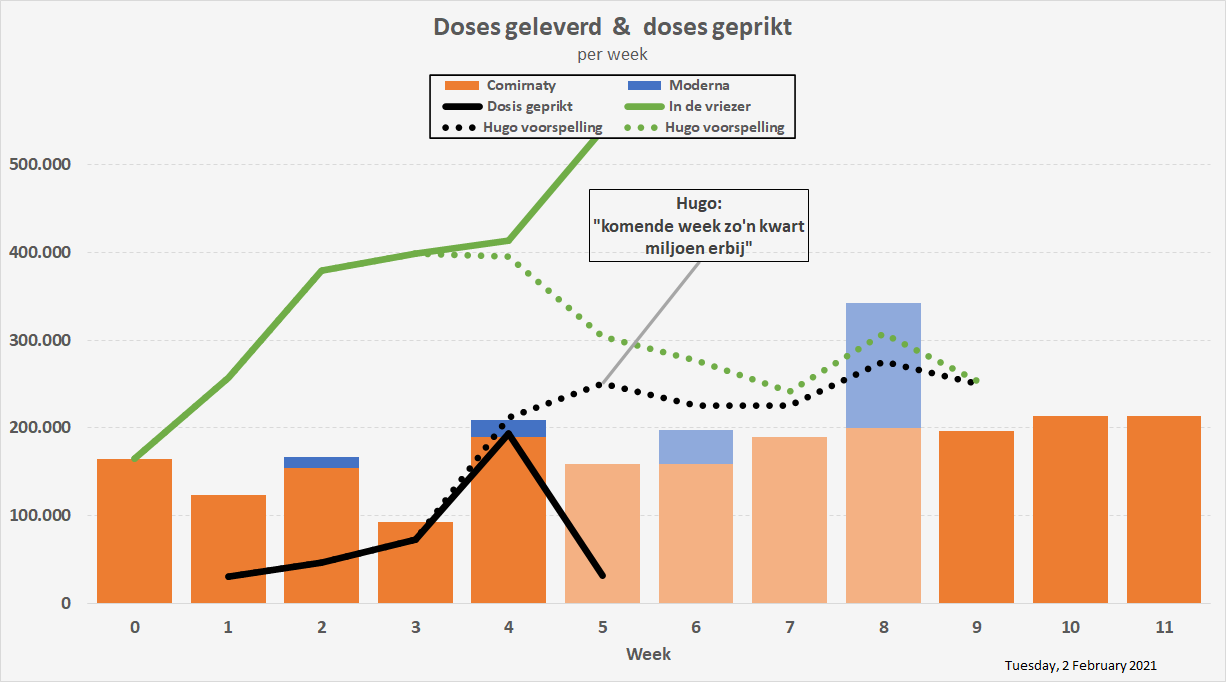 Doses geleverd & doses geprikt
per week
Comirnaty Moderna
Dosis geprikt In de vriezer
Hugo voorspelling Hugo voorspelling
500.000
400.000
300.000
200.000
100.000
0
Hugo:
"komende week zo'n kwart
miljoen erbij"
0 1 2 3 4 5 6 7 8 9 10 11
Week
Tuesday, 2 February 2021